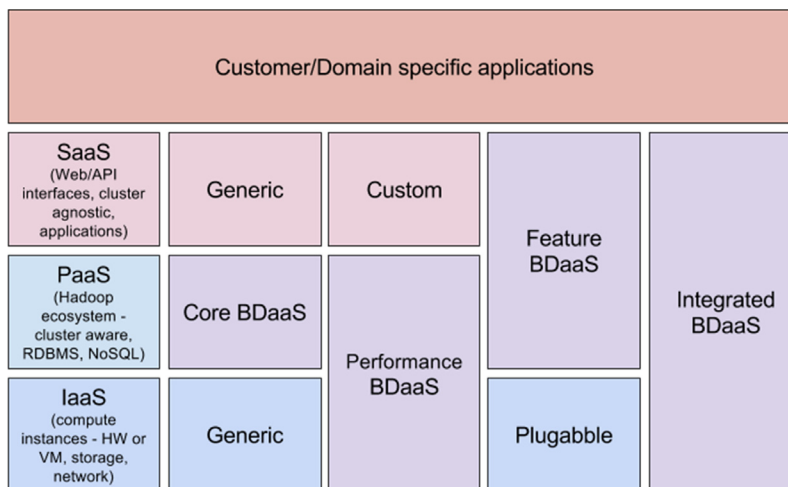 Customer/Domain specific applications
SaaS
(Web/API
interfaces, cluster
agnostic,
applications)
Generic
Custom
Feature
BDaaS
Integrated
BDaaS
PaaS
(Hadoop
ecosystem -
cluster aware,
RDBMS, NoSQL)
Core BDaaS
Performance
BDaaS
IaaS
(compute
instances - HW or
VM, storage,
network)
Generic
Plugabble